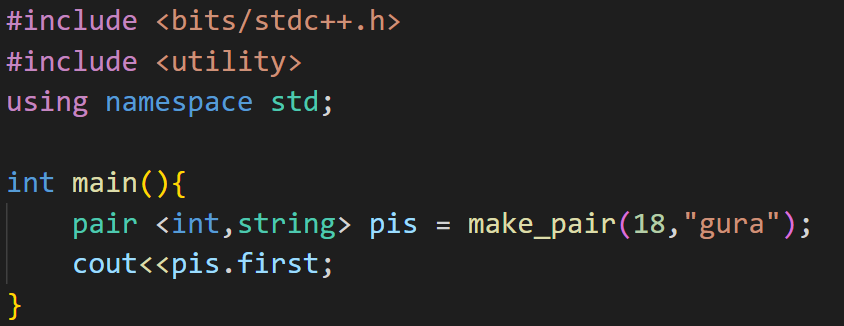 #include <bits/stdc++.h>
#include <utility>
using namespace std;

int main(){
    pair <int,string> pis = make_pair(18,"gura");
    cout<<pis.first;
}